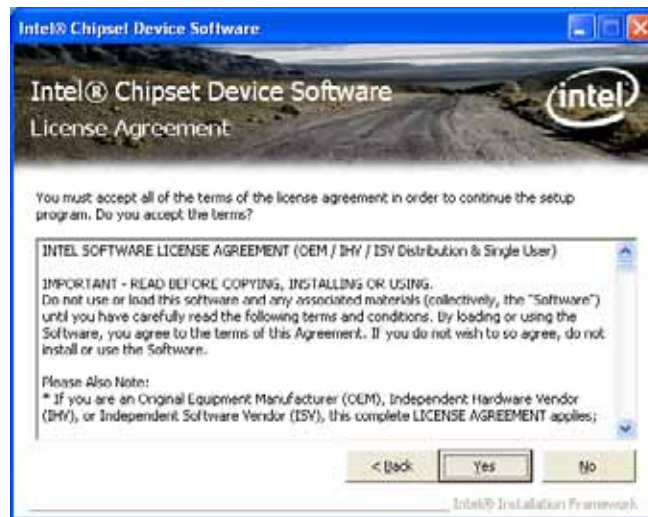 Intel® Chipset Device Software
Intel® Chipset Device Software
intel
License Agreement
You must accept all of the terms of the license agreement in order to continue the setup
program. Do you accept the terms?
INTEL SOFTWARE LICENSE AGREEMENT (OEM / IHV / ISV Distribution & Single User)
IMPORTANT - READ BEFORE COPYING, INSTALLING OR USING.
Do not use or load this software and any associated materials (collectively, the "Software")
until you have carefully read the following terms and conditions. By loading or using the
Software, you agree to the terms of this Agreement. If you do not wish to so agree, do not
install or use the Software.
Please Also Note:
* If you are an Original Equipment Manufacturer (OEM), Independent Hardware Vendor
(IHV), or Independent Software Vendor (ISV), this complete LICENSE AGREEMENT applies;
< Back
Yes
No
Intel® Installation Framework